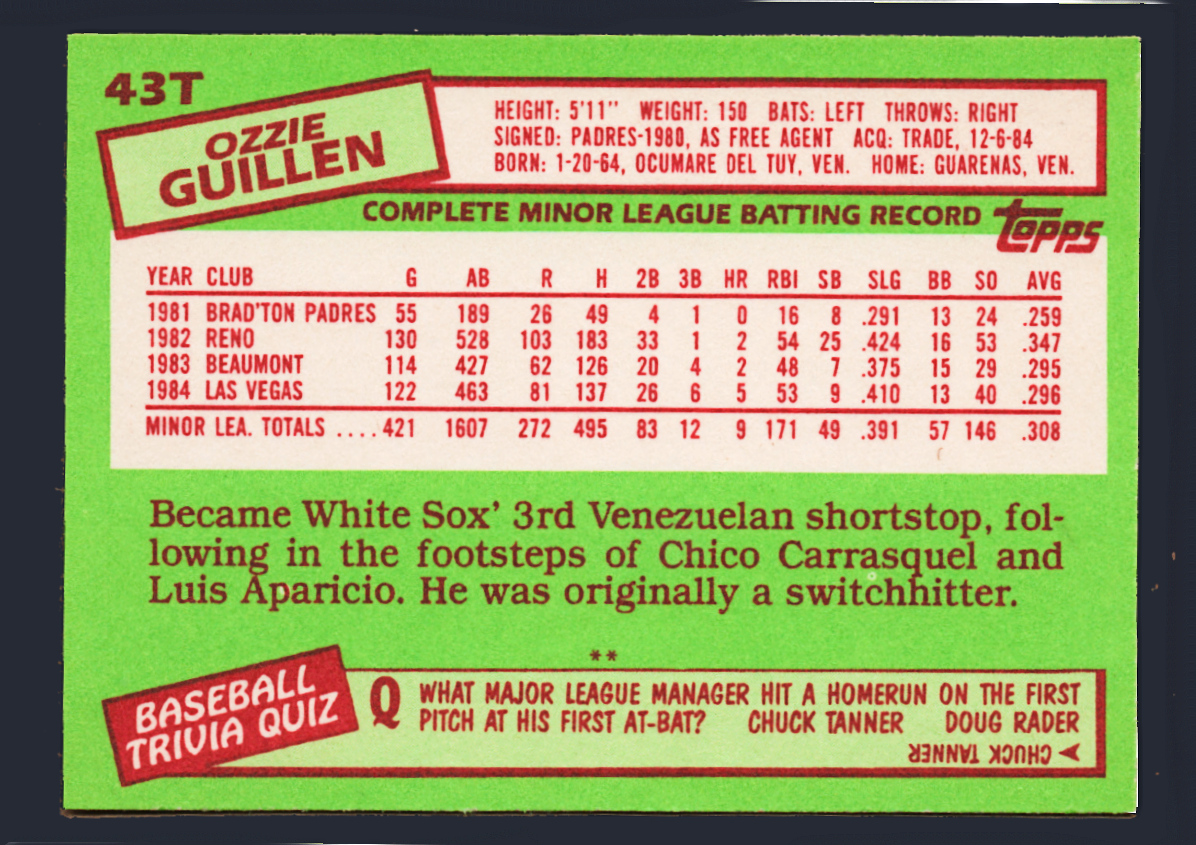 43T
OZZIE
GUILLEN
HEIGHT: 5'11" WEIGHT: 150 BATS: LEFT THROWS: RIGHT
SIGNED: PADRES-1980, AS FREE AGENT ACQ: TRADE, 12-6-84
BORN: 1-20-64, OCUMARE DEL TUY, VEN. HOME: GUARENAS, VEN.
COMPLETE MINOR LEAGUE BATTING RECORD
Topps
YEAR CLUB G AB R H 2B 3B HR RBI SB SLG BB SO AVG
1981 BRAD'TON PADRES 55 189 26 49 4 1 0 16 8 .291 13 24 .259
1982 RENO 130 528 103 183 33 1 2 54 25 .424 16 53 .347
1983 BEAUMONT 114 427 62 126 20 4 2 48 7 .375 15 29 .295
1984 LAS VEGAS 122 463 81 137 26 6 5 53 9 .410 13 40 .296
MINOR LEA. TOTALS .... 421 1607 272 495 83 12 9 171 49 .391 57 146 .308
Became White Sox' 3rd Venezuelan shortstop, fol-
lowing in the footsteps of Chico Carrasquel and
Luis Aparicio. He was originally a switchhitter.
**
BASEBALL
TRIVIA QUIZ
Q WHAT MAJOR LEAGUE MANAGER HIT A HOMERUN ON THE FIRST
PITCH AT HIS FIRST AT-BAT? CHUCK TANNER DOUG RADER
CHUCK TANNER